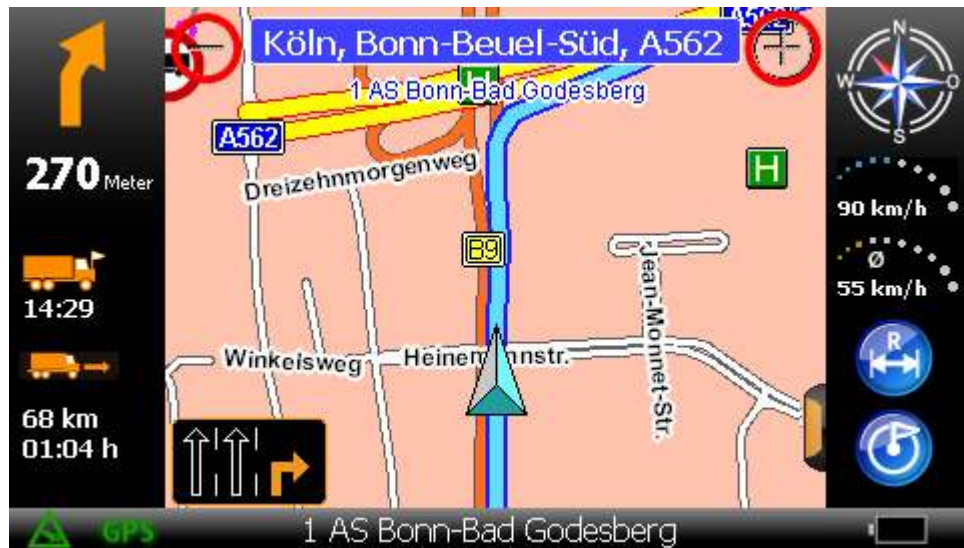 Köln, Bonn-Beuel-Süd, A562
1 AS Bonn-Bad Godesberg
H
A562
Dreizehnmorgenweg
H
B9
Jean-Monnet-Str.
Winkelsweg
270 Meter
14:29
68 km
01:04 h
N
W
O
S
90 km/h
Ø
55 km/h
R
GPS
1 AS Bonn-Bad Godesberg